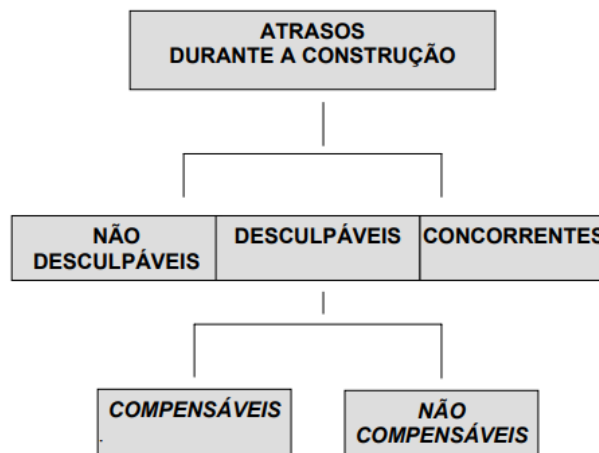 ATRASOS
DURANTE A CONSTRUÇÃO
NÃO
DESCULPÁVEIS
DESCULPÁVEIS
CONCORRENTES
COMPENSÁVEIS
.
NÃO
COMPENSÁVEIS